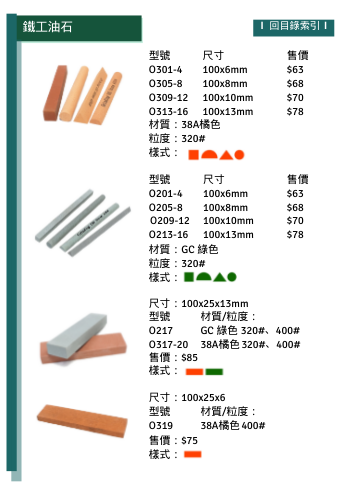 鐵工油石
| 回目錄索引 |
型號 尺寸 售價
O301-4 100x6mm $63
O305-8 100x8mm $68
O309-12 100x10mm $70
O313-16 100x13mm $78
材質：38A橘色
粒度：320#
樣式：
型號 尺寸 售價
O201-4 100x6mm $63
O205-8 100x8mm $68
O209-12 100x10mm $70
O213-16 100x13mm $78
材質：GC 綠色
粒度：320#
樣式：
尺寸：100x25x13mm
型號 材質/粒度：
O217 GC 綠色 320#、400#
O317-20 38A橘色 320#、400#
售價：$85
樣式：
尺寸：100x25x6
型號 材質/粒度：
O319 38A橘色 400#
售價：$75
樣式：